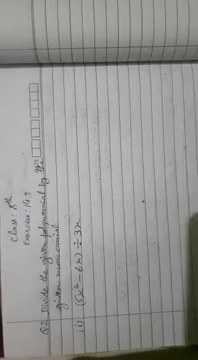 Class: 8th
Exercise: 14.3
Q2 Divide the given polynomial by the
given monomial.
(i) (5x² - 6x) ÷ 3x